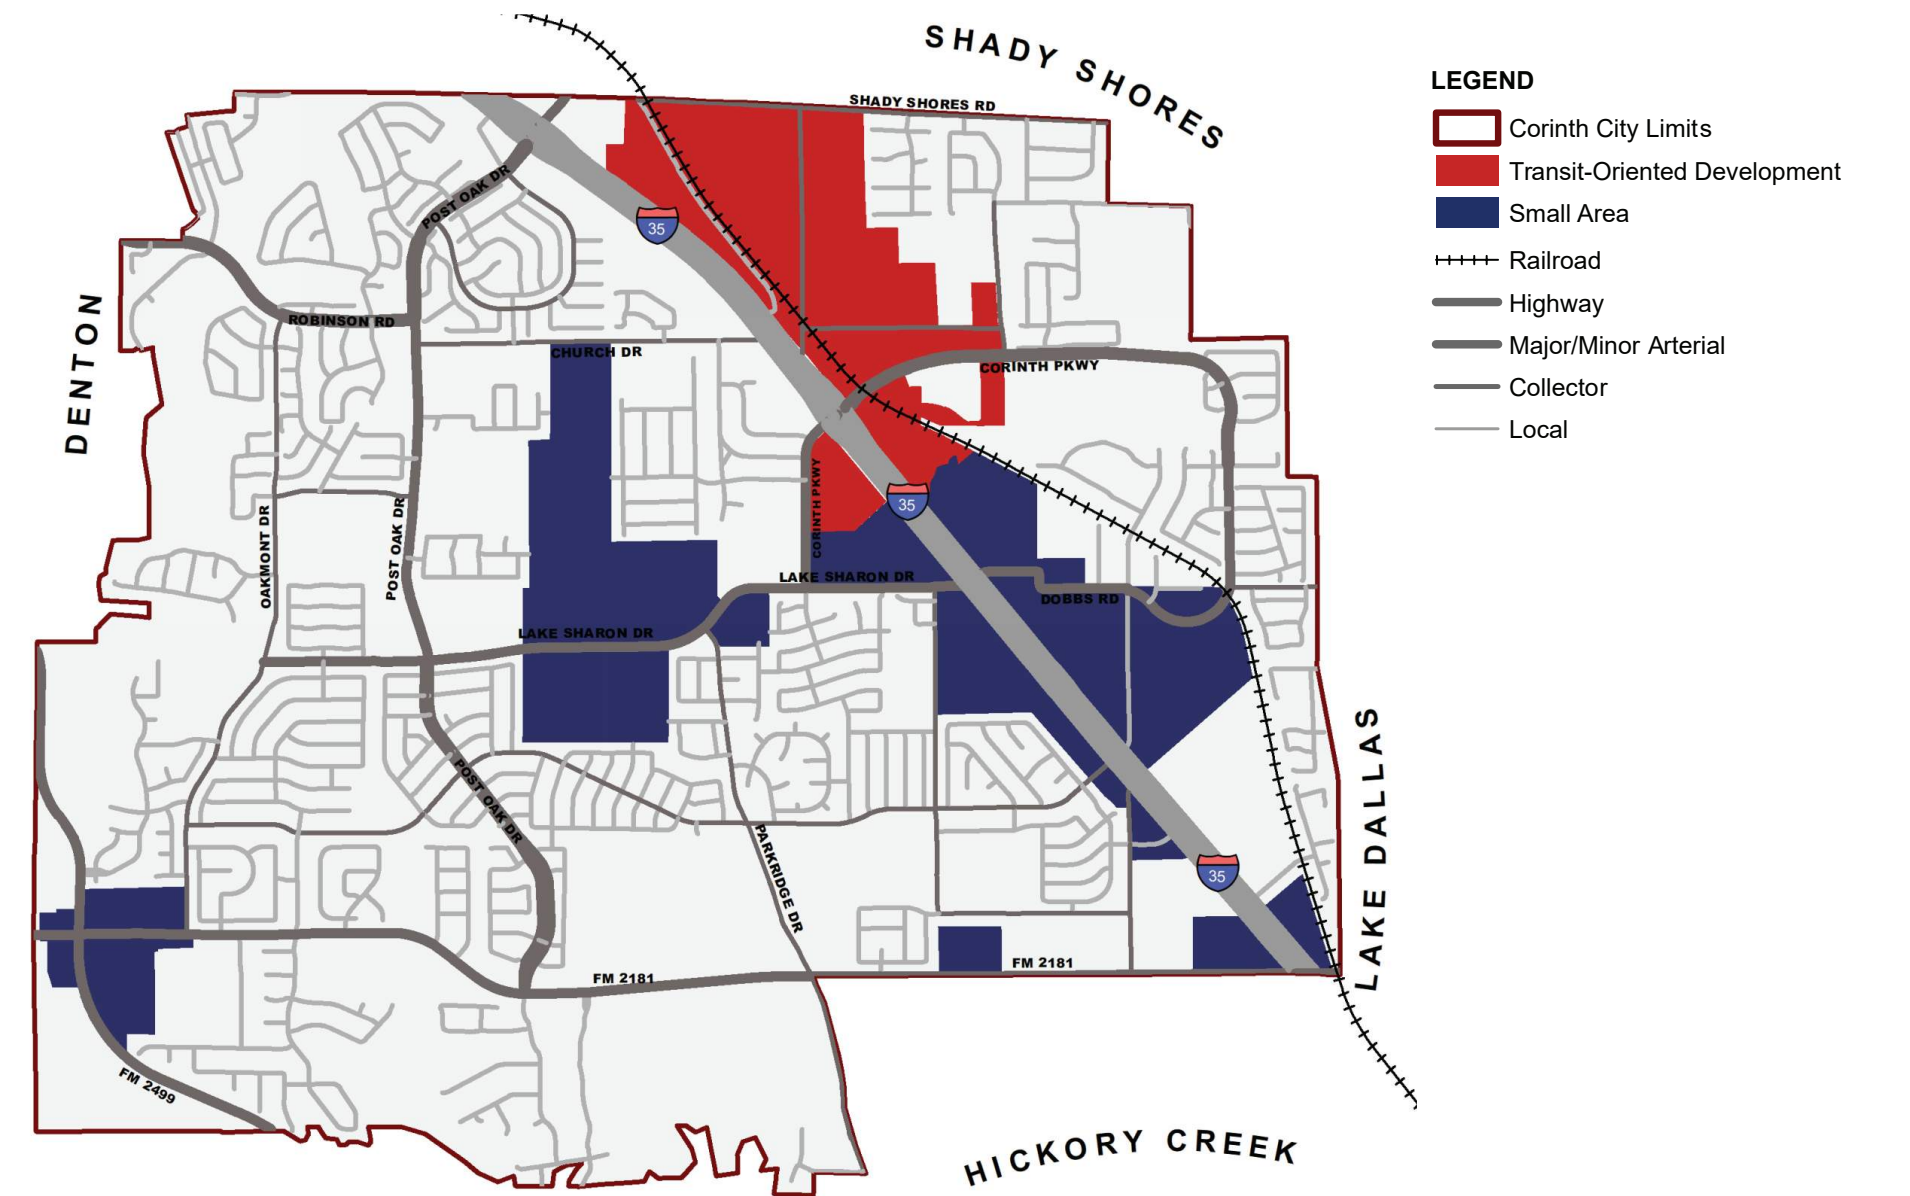 SHADY SHORES
SHADY SHORES RD
LEGEND
Corinth City Limits
Transit-Oriented Development
Small Area
Railroad
Highway
Major/Minor Arterial
Collector
Local
POST OAK DR
35
DENTON
ROBINSON RD
CHURCH DR
CORINTH PKWY
CORINTH PKWY
35
OAKMONT DR
POST OAK DR
LAKE SHARON DR
DOBBS RD
LAKE SHARON DR
POST OAK DR
PARKRIDGE DR
35
LAKE DALLAS
FM 2181
FM 2181
FM 2499
HICKORY CREEK